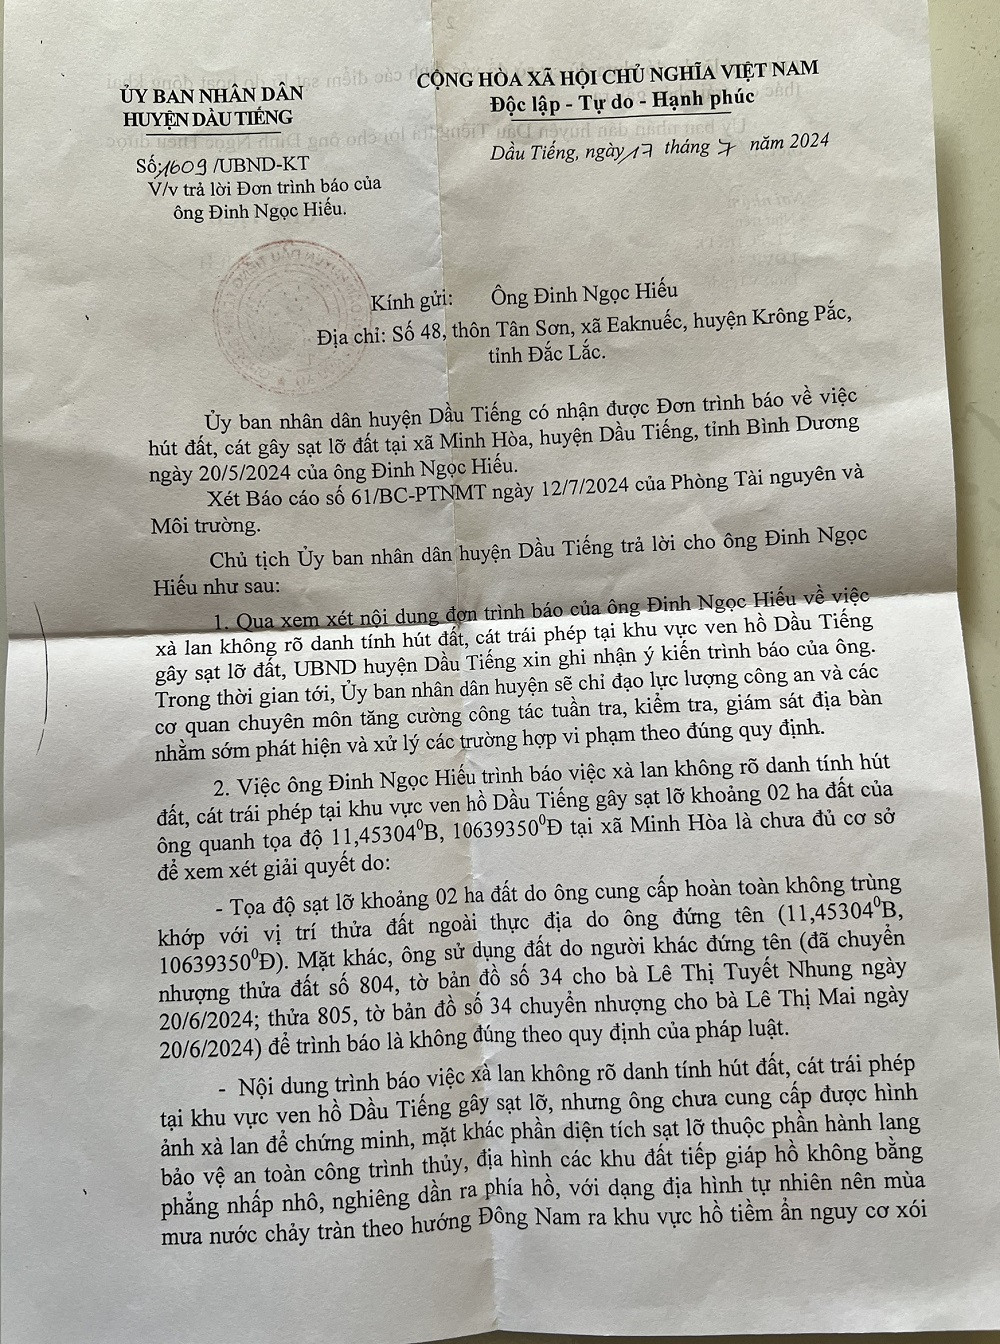 ỦY BAN NHÂN DÂN
HUYỆN DẦU TIẾNG
Số:1609/UBND-KT
V/v trả lời Đơn trình báo của
ông Đinh Ngọc Hiếu.
CỘNG HÒA XÃ HỘI CHỦ NGHĨA VIỆT NAM
Độc lập - Tự do - Hạnh phúc
Dầu Tiếng, ngày 17 tháng 7 năm 2024
Kính gửi: Ông Đinh Ngọc Hiếu
Địa chỉ: Số 48, thôn Tân Sơn, xã Eaknuếc, huyện Krông Pắc,
tỉnh Đắc Lắc.
Ủy ban nhân dân huyện Dầu Tiếng có nhận được Đơn trình báo về việc
hút đất, cát gây sạt lỡ đất tại xã Minh Hòa, huyện Dầu Tiếng, tỉnh Bình Dương
ngày 20/5/2024 của ông Đinh Ngọc Hiếu.
Xét Báo cáo số 61/BC-PTNMT ngày 12/7/2024 của Phòng Tài nguyên và
Môi trường.
Chủ tịch Ủy ban nhân dân huyện Dầu Tiếng trả lời cho ông Đinh Ngọc
Hiếu như sau:
1. Qua xem xét nội dung đơn trình báo của ông Đinh Ngọc Hiếu về việc
xà lan không rõ danh tính hút đất, cát trái phép tại khu vực ven hồ Dầu Tiếng
gây sạt lỡ đất, UBND huyện Dầu Tiếng xin ghi nhận ý kiến trình báo của ông.
Trong thời gian tới, Ủy ban nhân dân huyện sẽ chỉ đạo lực lượng công an và các
cơ quan chuyên môn tăng cường công tác tuần tra, kiểm tra, giám sát địa bàn
nhằm sớm phát hiện và xử lý các trường hợp vi phạm theo đúng quy định.
2. Việc ông Đinh Ngọc Hiếu trình báo việc xà lan không rõ danh tính hút
đất, cát trái phép tại khu vực ven hồ Dầu Tiếng gây sạt lỡ khoảng 02 ha đất của
ông quanh tọa độ 11,45304⁰B, 10639350⁰Đ tại xã Minh Hòa là chưa đủ cơ sở
để xem xét giải quyết do:
- Tọa độ sạt lỡ khoảng 02 ha đất do ông cung cấp hoàn toàn không trùng
khớp với vị trí thửa đất ngoài thực địa do ông đứng tên (11,45304⁰B,
10639350⁰Đ). Mặt khác, ông sử dụng đất do người khác đứng tên (đã chuyển
nhượng thửa đất số 804, tờ bản đồ số 34 cho bà Lê Thị Tuyết Nhung ngày
20/6/2024; thửa 805, tờ bản đồ số 34 chuyển nhượng cho bà Lê Thị Mai ngày
20/6/2024) để trình báo là không đúng theo quy định của pháp luật.
- Nội dung trình báo việc xà lan không rõ danh tính hút đất, cát trái phép
tại khu vực ven hồ Dầu Tiếng gây sạt lỡ, nhưng ông chưa cung cấp được hình
ảnh xà lan để chứng minh, mặt khác phần diện tích sạt lỡ thuộc phần hành lang
bảo vệ an toàn công trình thủy, địa hình các khu đất tiếp giáp hồ không bằng
phẳng nhấp nhô, nghiêng dần ra phía hồ, với dạng địa hình tự nhiên nên mùa
mưa nước chảy tràn theo hướng Đông Nam ra khu vực hồ tiềm ẩn nguy cơ xói